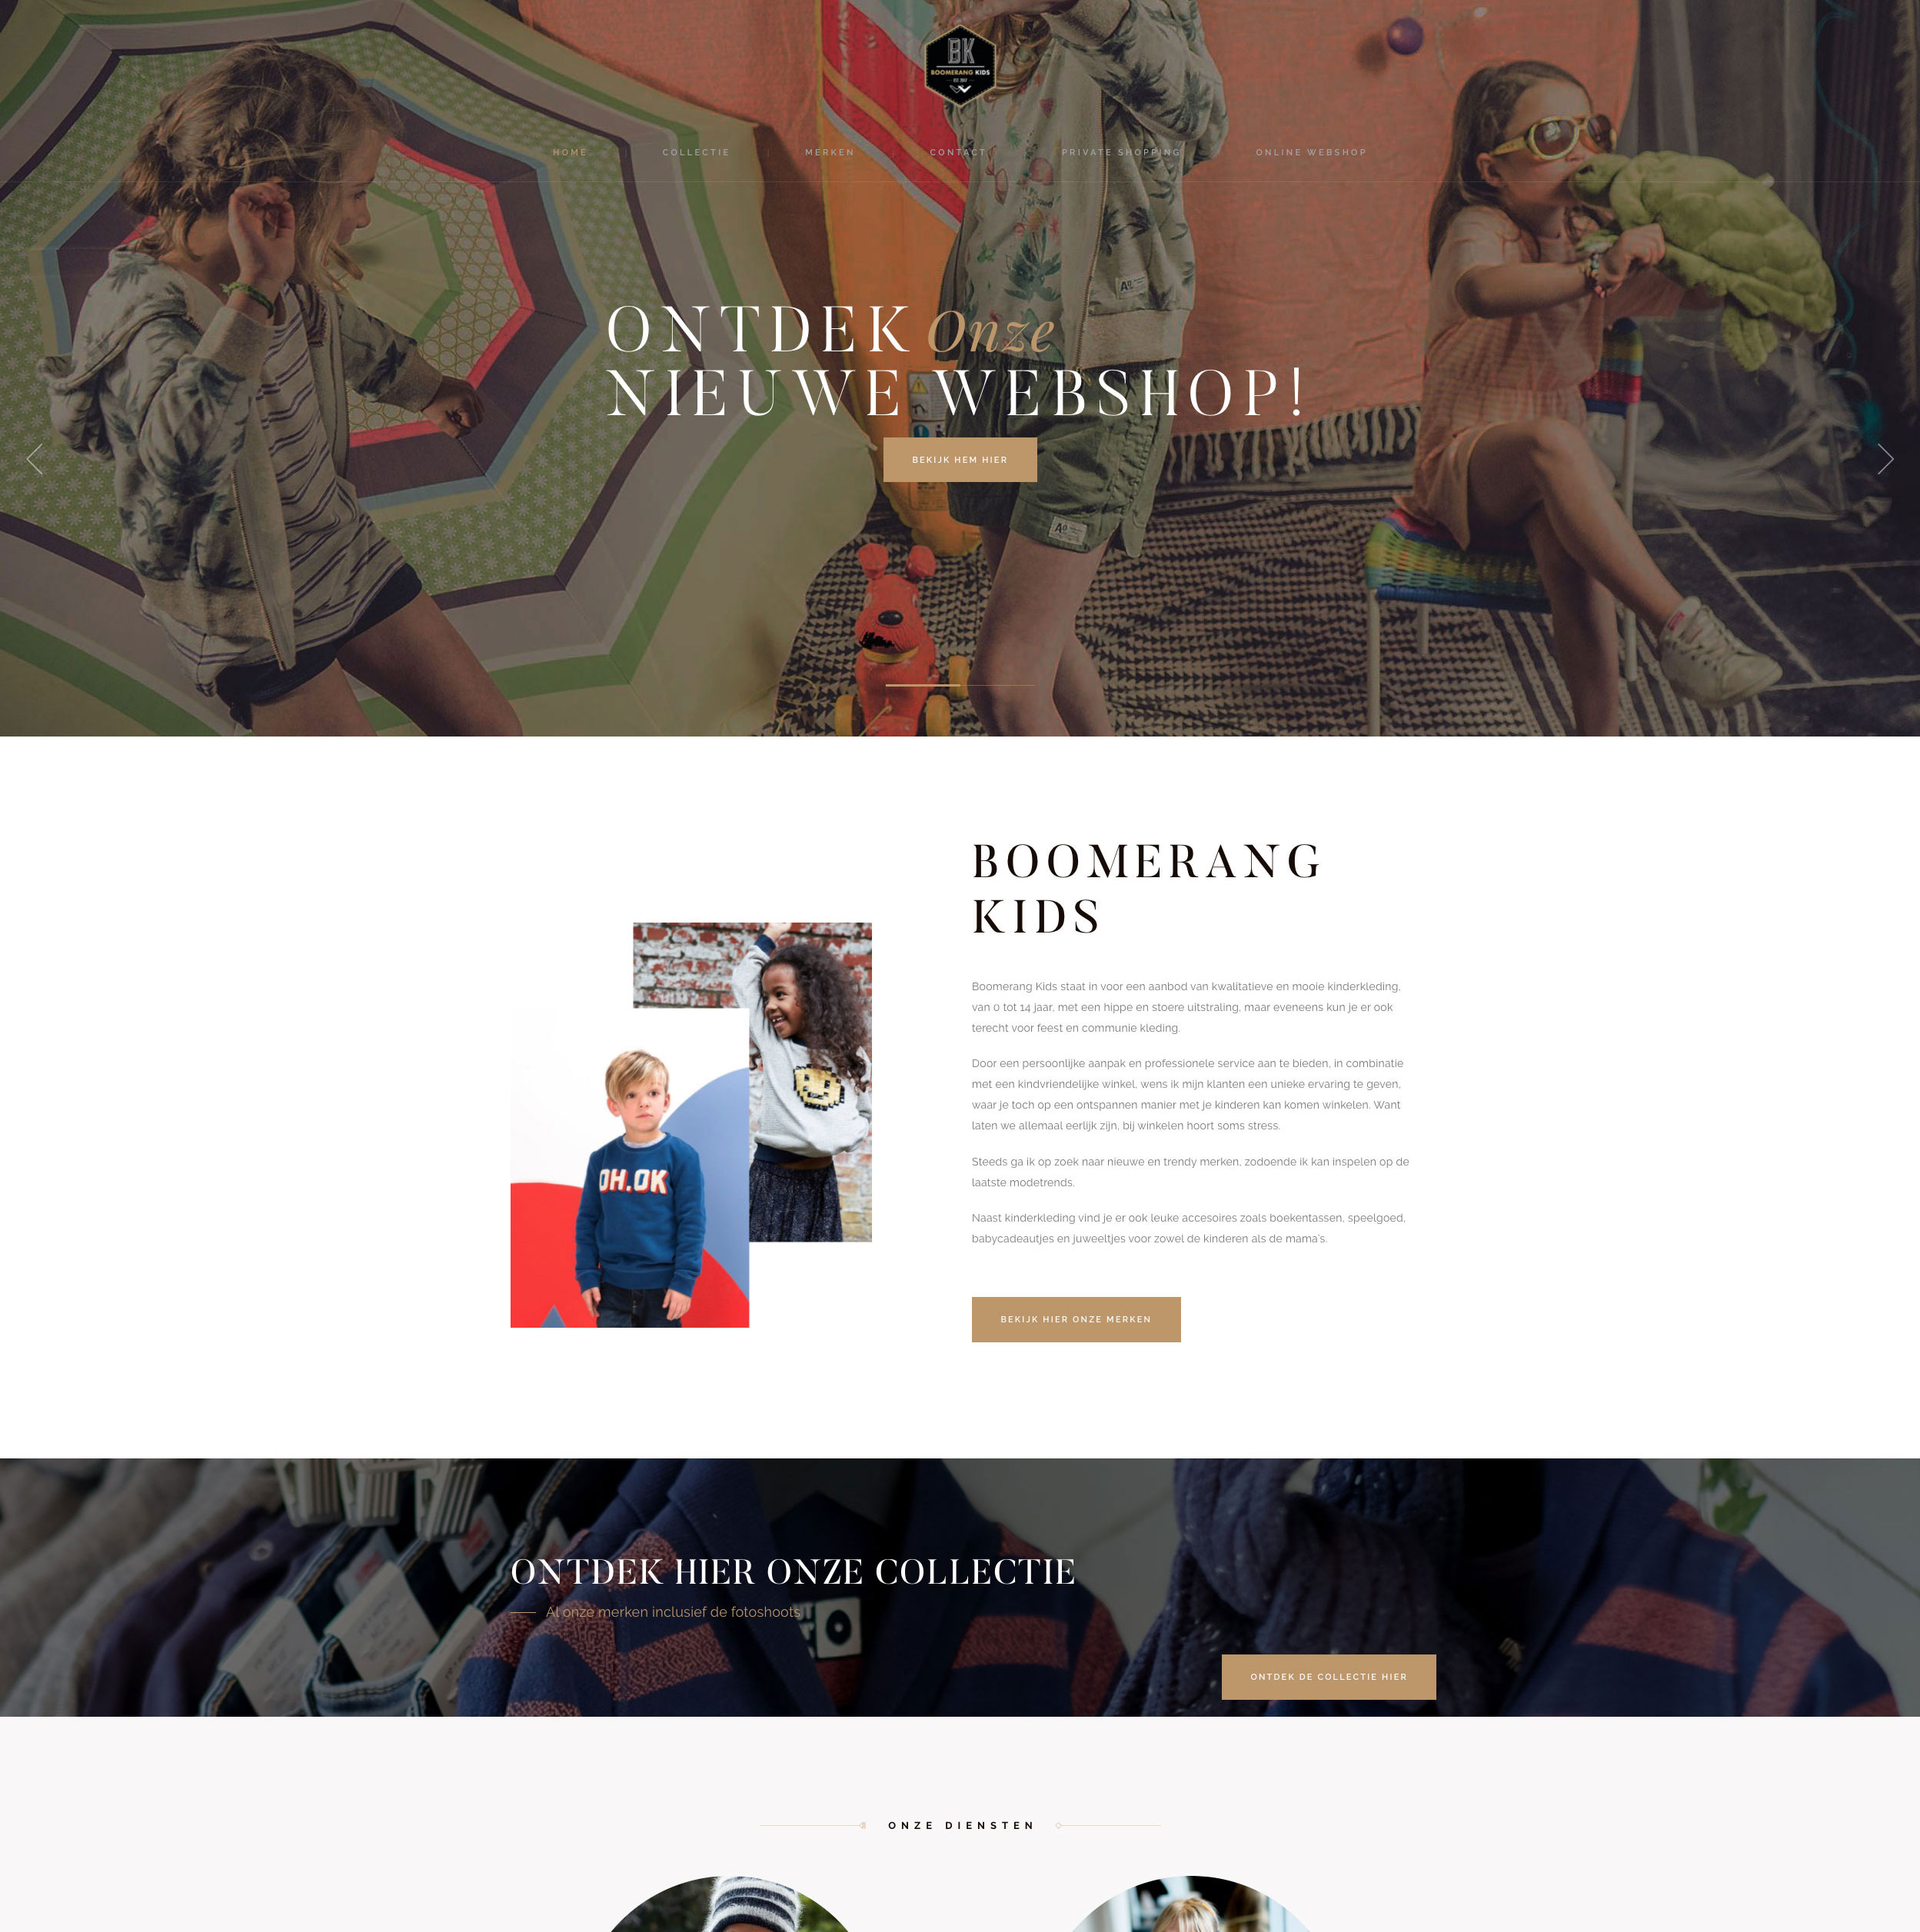 BK
BOOMERANG KIDS
HOME
COLLECTIE
MERKEN
CONTACT
PRIVATE SHOPPING
ONLINE WEBSHOP
ONTDEK Onze
NIEUWE WEBSHOP!
BEKIJK HEM HIER
BOOMERANG
KIDS
Boomerang Kids staat in voor een aanbod van kwalitatieve en mooie kinderkleding,
van 0 tot 14 jaar, met een hippe en stoere uitstraling, maar eveneens kun je er ook
terecht voor feest en communie kleding.
Door een persoonlijke aanpak en professionele service aan te bieden, in combinatie
met een kindvriendelijke winkel, wens ik mijn klanten een unieke ervaring te geven,
waar je toch op een ontspannen manier met je kinderen kan komen winkelen. Want
laten we allemaal eerlijk zijn, bij winkelen hoort soms stress.
Steeds ga ik op zoek naar nieuwe en trendy merken, zodoende ik kan inspelen op de
laatste modetrends.
Naast kinderkleding vind je er ook leuke accesoires zoals boekentassen, speelgoed,
babycadeautjes en juweeltjes voor zowel de kinderen als de mama's.
OH.OK
BEKIJK HIER ONZE MERKEN
ONTDEK HIER ONZE COLLECTIE
Al onze merken inclusief de fotoshoots
ONTDEK DE COLLECTIE HIER
ONZE DIENSTEN